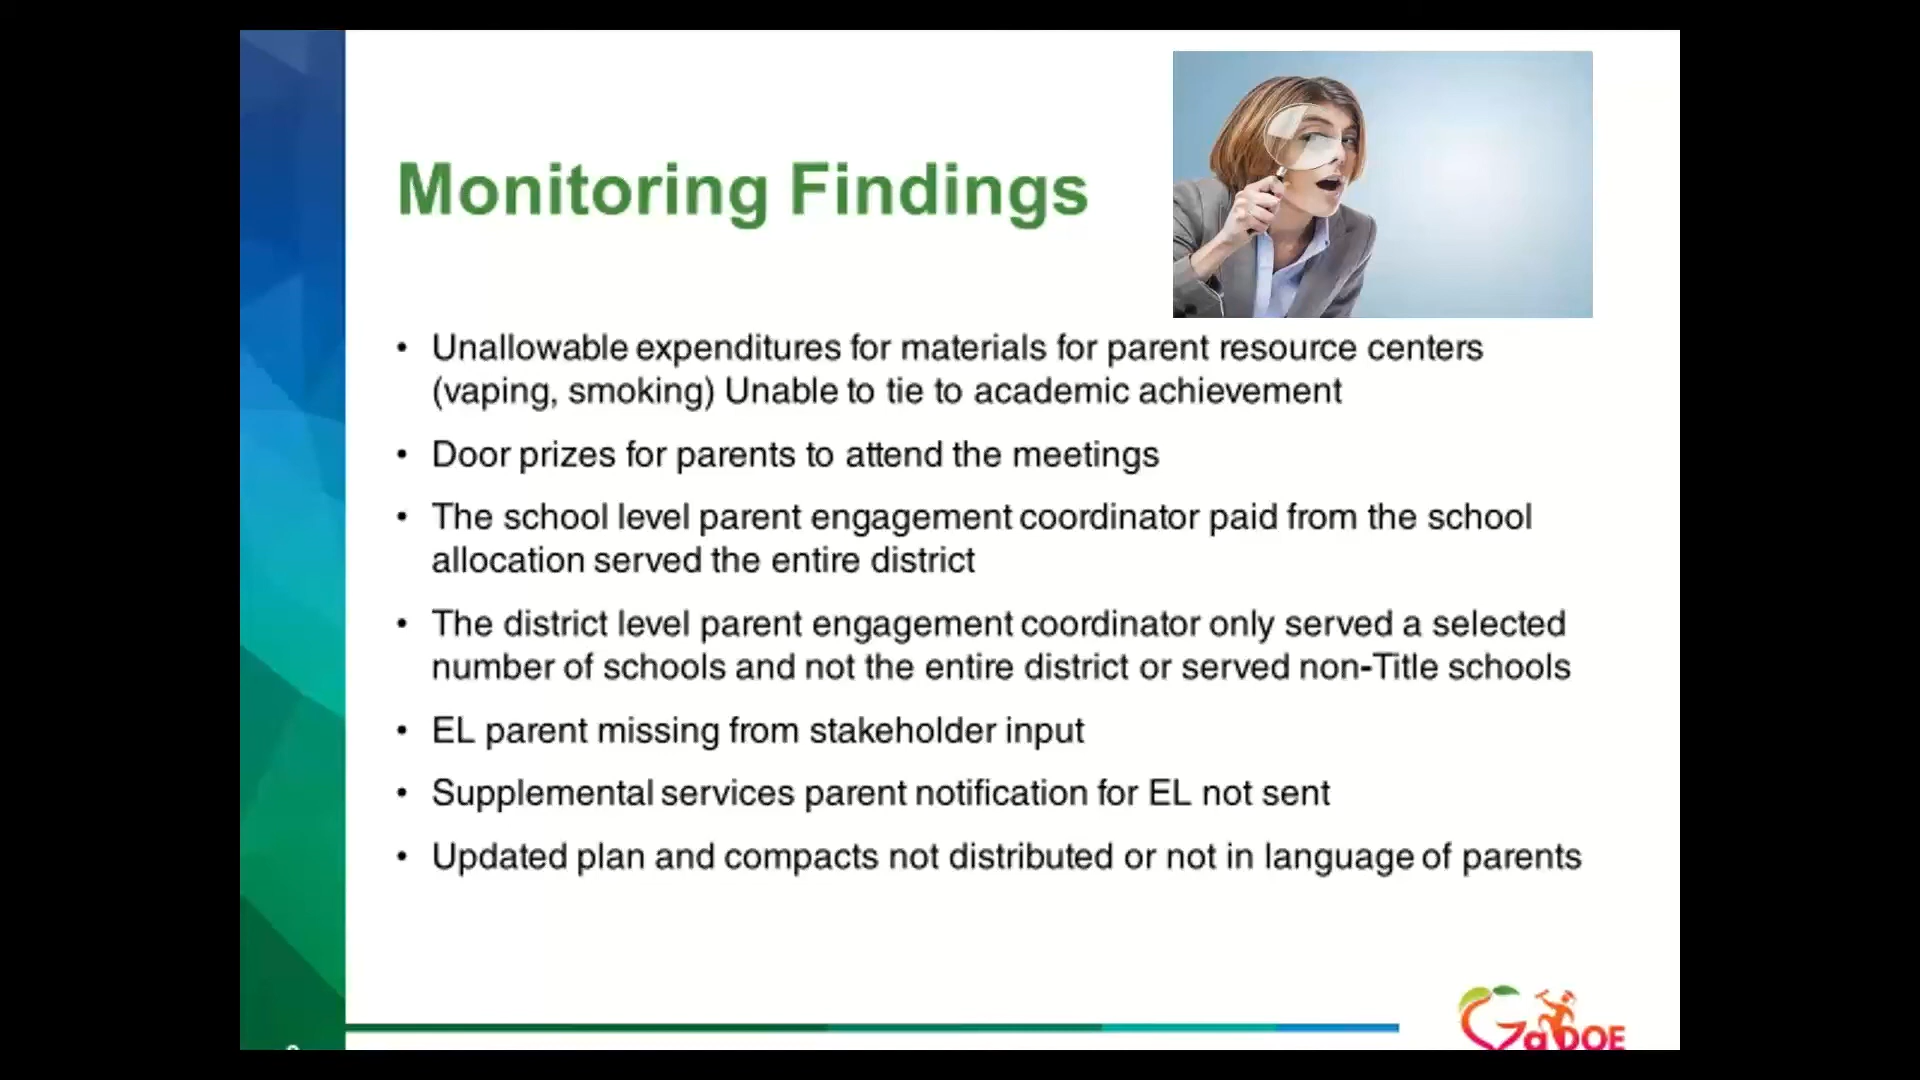 Monitoring Findings
• Unallowable expenditures for materials for parent resource centers
(vaping, smoking) Unable to tie to academic achievement
• Door prizes for parents to attend the meetings
• The school level parent engagement coordinator paid from the school
allocation served the entire district
• The district level parent engagement coordinator only served a selected
number of schools and not the entire district or served non-Title schools
• EL parent missing from stakeholder input
• Supplemental services parent notification for EL not sent
• Updated plan and compacts not distributed or not in language of parents
GaDOE